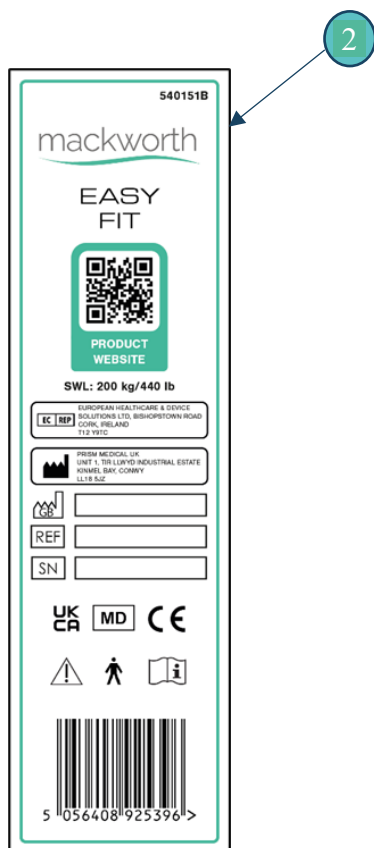 2
540151B
mackworth
EASY
FIT
PRODUCT
WEBSITE
SWL: 200 kg/440 lb
EC REP
EUROPEAN HEALTHCARE & DEVICE
SOLUTIONS LTD, BISHOPSTOWN ROAD
CORK, IRELAND
T12 Y9TC
PRISM MEDICAL UK
UNIT 1, TIR LLWYD INDUSTRIAL ESTATE
KINMEL BAY, CONWY
LL18 5JZ
GB
REF
SN
UK
CA
MD
CE
i
5 056408 925396 >